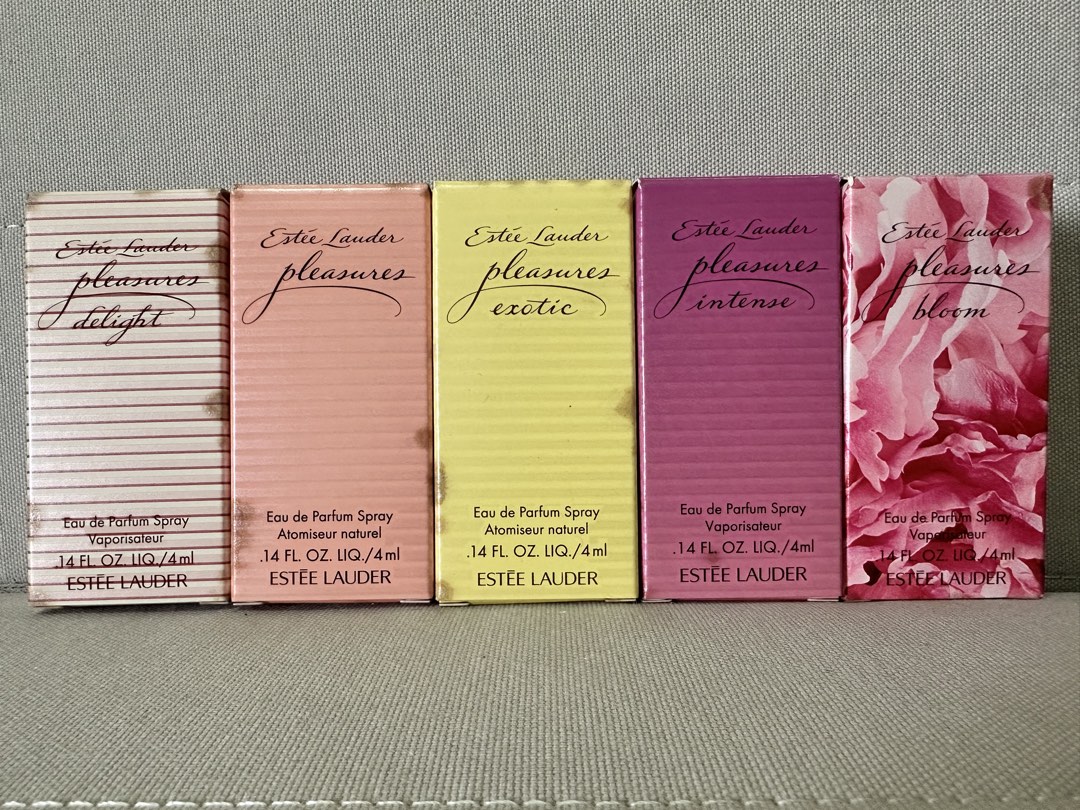 Estée Lauder
pleasures
delight
Eau de Parfum Spray
Vaporisateur
.14 FL. OZ. LIQ./4ml
ESTĒE LAUDER
Estée Lauder
pleasures
Eau de Parfum Spray
Atomiseur naturel
.14 FL. OZ. LIQ./4ml
ESTĒE LAUDER
Estée Lauder
pleasures
exotic
Eau de Parfum Spray
Atomiseur naturel
.14 FL. OZ. LIQ./4ml
ESTĒE LAUDER
Estée Lauder
pleasures
intense
Eau de Parfum Spray
Vaporisateur
.14 FL. OZ. LIQ./4ml
ESTĒE LAUDER
Estée Lauder
pleasures
bloom
Eau de Parfum Spray
Vaporisateur
.14 FL. OZ. LIQ./4ml
ESTĒE LAUDER